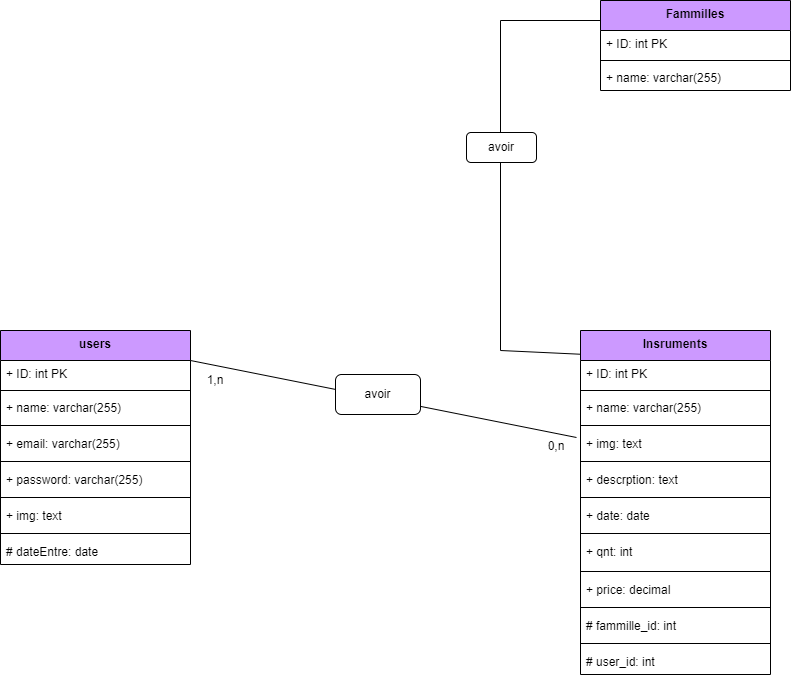 Fammilles
+ ID: int PK
+ name: varchar(255)
avoir
users
+ ID: int PK
+ name: varchar(255)
+ email: varchar(255)
+ password: varchar(255)
+ img: text
# dateEntre: date
1,n
avoir
0,n
Insruments
+ ID: int PK
+ name: varchar(255)
+ img: text
+ descrption: text
+ date: date
+ qnt: int
+ price: decimal
# fammille_id: int
# user_id: int